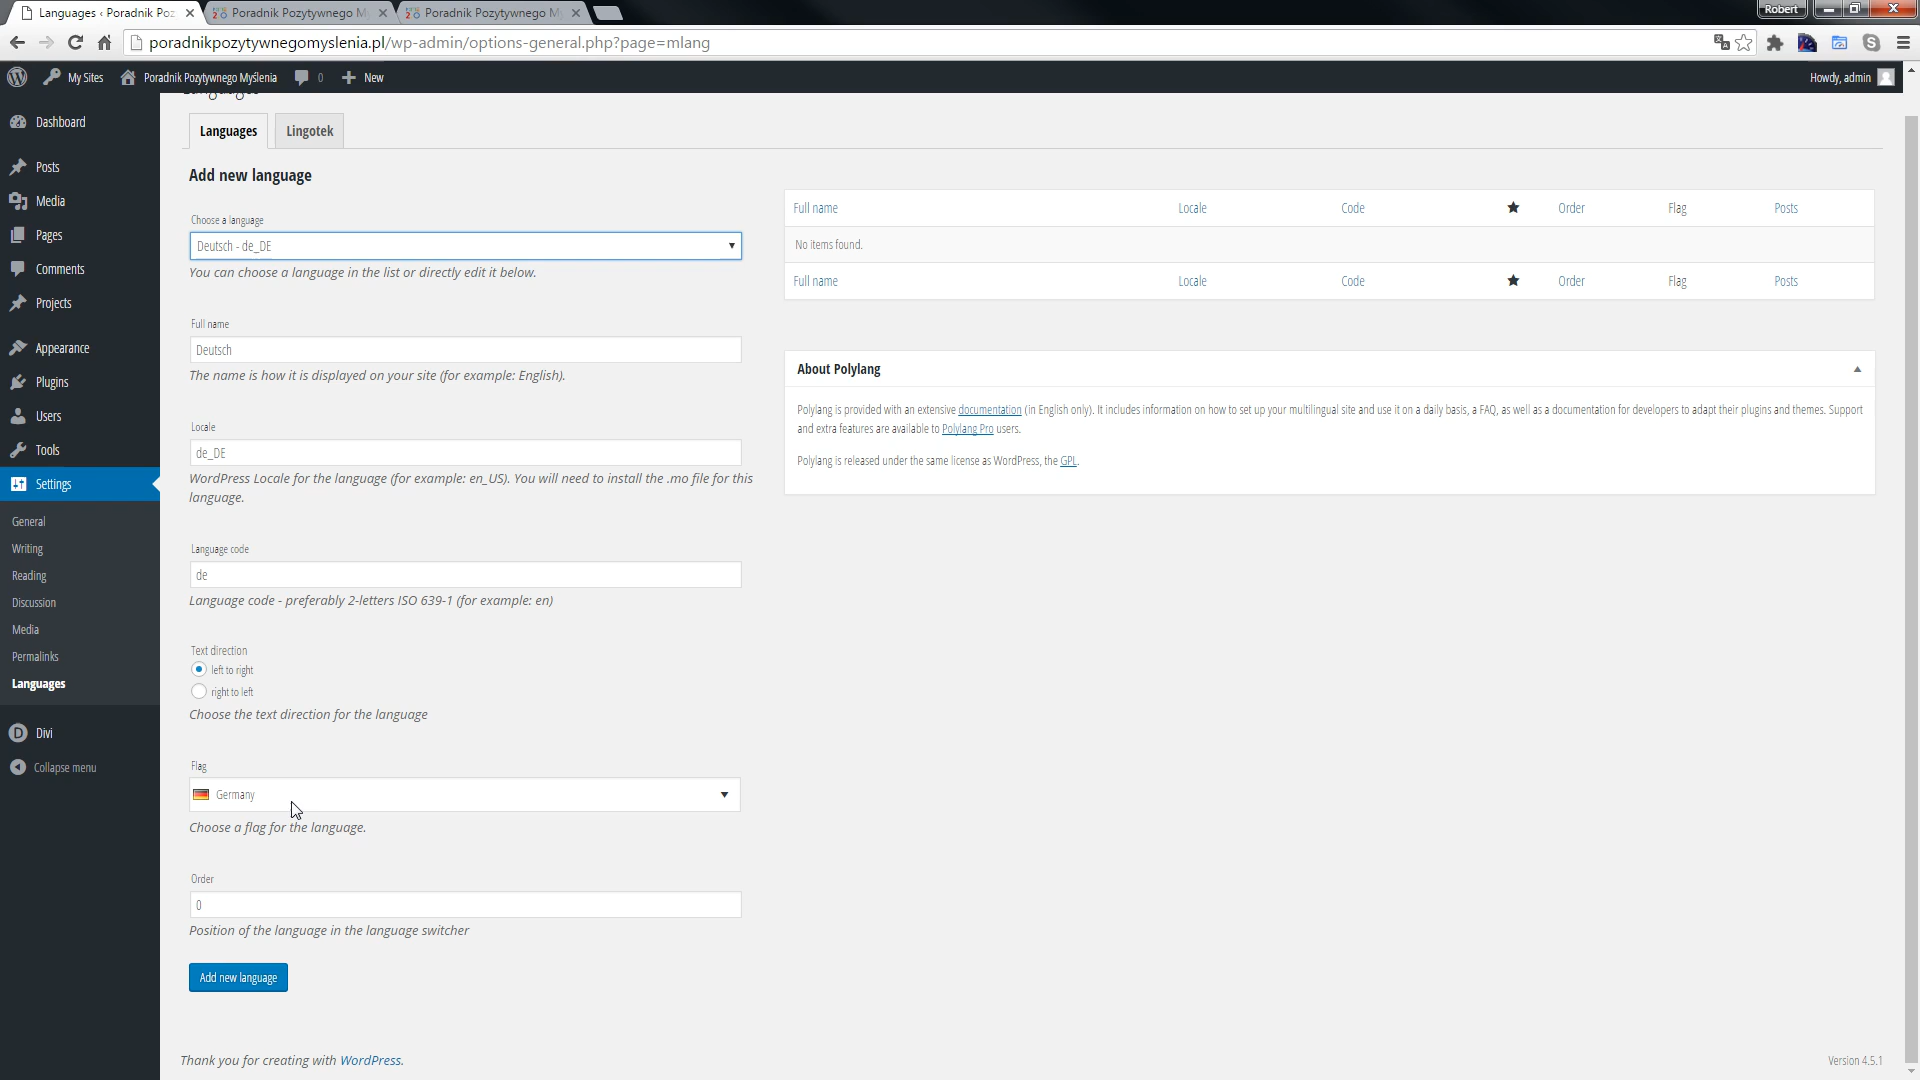 Languages ‹ Poradnik Poz
Poradnik Pozytywnego M
Poradnik Pozytywnego M
Robert
poradnikpozytywnegomyslenia.pl/wp-admin/options-general.php?page=mlang
My Sites
Poradnik Pozytywnego Myślenia
0
New
Howdy, admin
Dashboard
Posts
Media
Pages
Comments
Projects
Appearance
Plugins
Users
Tools
Settings
General
Writing
Reading
Discussion
Media
Permalinks
Languages
Divi
Collapse menu
Languages
Languages
Lingotek
Add new language
Choose a language
Deutsch - de_DE
You can choose a language in the list or directly edit it below.
Full name
Deutsch
The name is how it is displayed on your site (for example: English).
Locale
de_DE
WordPress Locale for the language (for example: en_US). You will need to install the .mo file for this
language.
Language code
de
Language code - preferably 2-letters ISO 639-1 (for example: en)
Text direction
left to right
right to left
Choose the text direction for the language
Flag
Germany
Choose a flag for the language.
Order
0
Position of the language in the language switcher
Add new language
Full name Locale Code Order Flag Posts
No items found.
Full name Locale Code Order Flag Posts
About Polylang
Polylang is provided with an extensive documentation (in English only). It includes information on how to set up your multilingual site and use it on a daily basis, a FAQ, as well as a documentation for developers to adapt their plugins and themes. Support
and extra features are available to Polylang Pro users.
Polylang is released under the same license as WordPress, the GPL.
Thank you for creating with WordPress.
Version 4.5.1